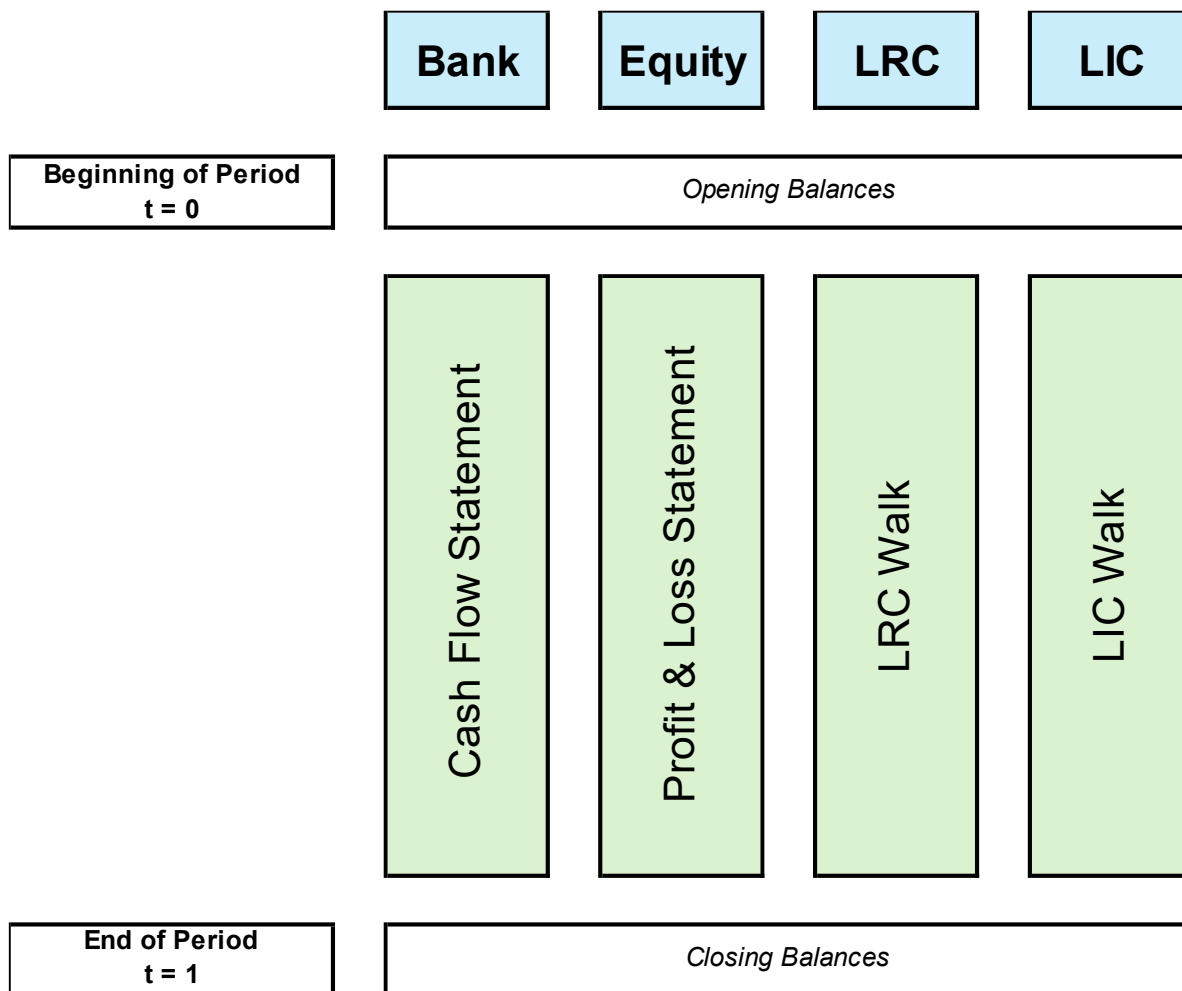 Bank
Equity
LRC
LIC
Beginning of Period
t = 0
Opening Balances
Cash Flow Statement
Profit & Loss Statement
LRC Walk
LIC Walk
End of Period
t = 1
Closing Balances